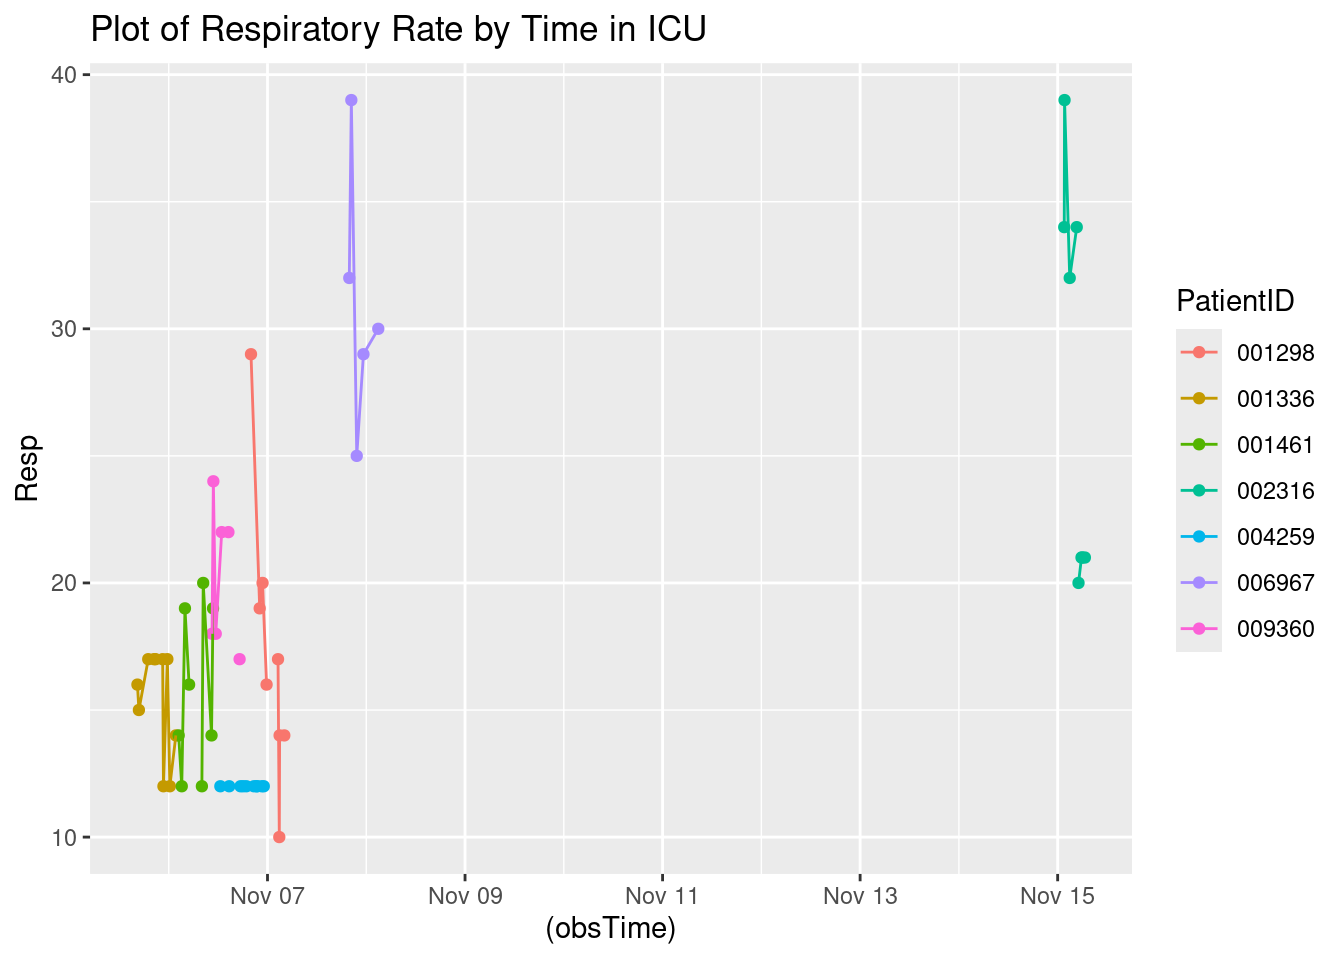 Plot of Respiratory Rate by Time in ICU
40
30
20
10
Resp
Nov 07
Nov 09
Nov 11
Nov 13
Nov 15
(obsTime)
PatientID
001298
001336
001461
002316
004259
006967
009360